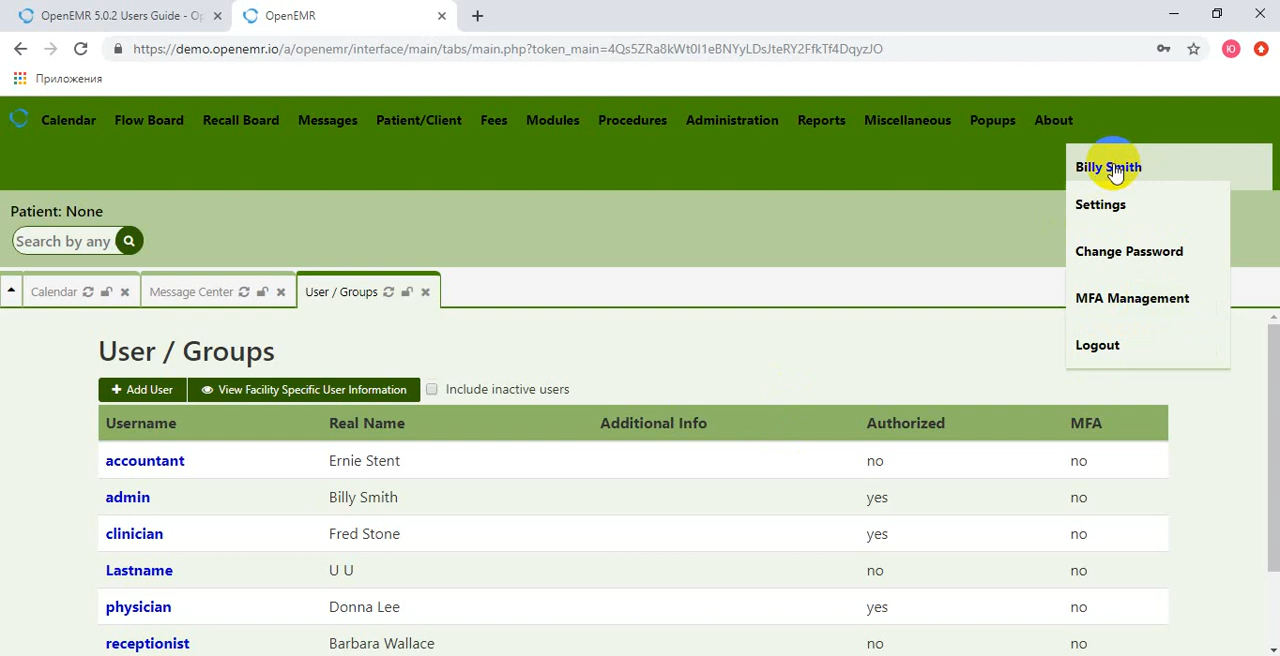 OpenEMR 5.0.2 Users Guide - Op
OpenEMR
https://demo.openemr.io/a/openemr/interface/main/tabs/main.php?token_main=4Qs5ZRa8kWt0l1eBNYyLDsJteRY2FfkTf4DqyzJO
Ю
Приложения
Calendar Flow Board Recall Board Messages Patient/Client Fees Modules Procedures Administration Reports Miscellaneous Popups About
Billy Smith
Settings
Change Password
MFA Management
Logout
Patient: None
Search by any
Calendar Message Center User / Groups
User / Groups
Add User View Facility Specific User Information Include inactive users
Username Real Name Additional Info Authorized MFA
accountant Ernie Stent no no
admin Billy Smith yes no
clinician Fred Stone yes no
Lastname U U no no
physician Donna Lee yes no
receptionist Barbara Wallace no no